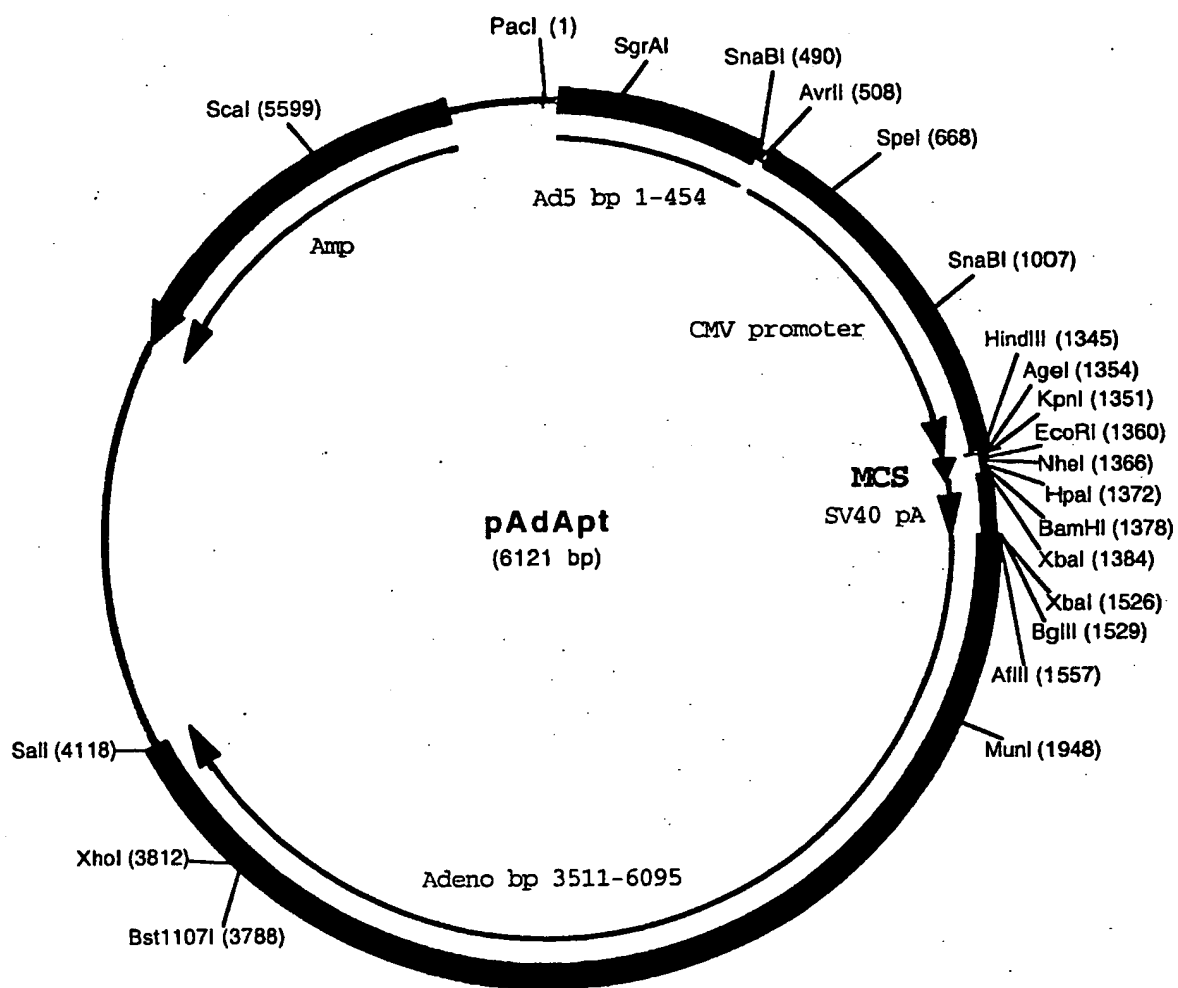 PacI (1)
SgrAI
SnaBI (490)
AvrII (508)
ScaI (5599)
SpeI (668)
Ad5 bp 1-454
Amp
SnaBI (1007)
CMV promoter
HindIII (1345)
AgeI (1354)
KpnI (1351)
EcoRI (1360)
NheI (1366)
HpaI (1372)
BamHI (1378)
XbaI (1384)
XbaI (1526)
BglII (1529)
AflII (1557)
MCS
SV40 pA
pAdApt
(6121 bp)
MunI (1948)
SalI (4118)
XhoI (3812)
Adeno bp 3511-6095
Bst1107I (3788)